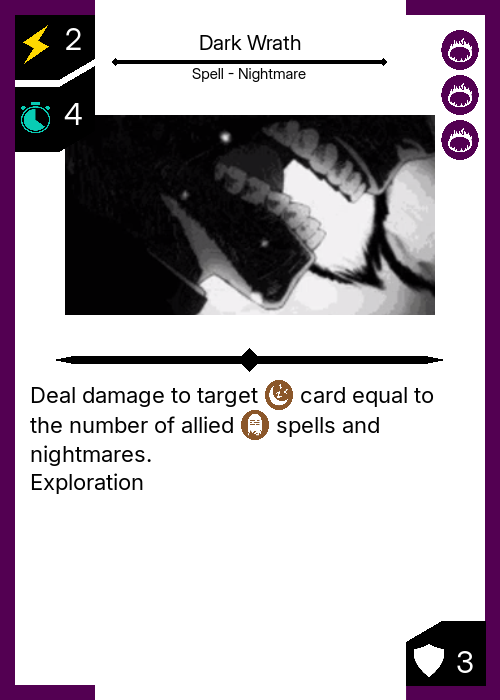 2
Dark Wrath
Spell - Nightmare
4
Deal damage to target card equal to
the number of allied spells and
nightmares.
Exploration
3